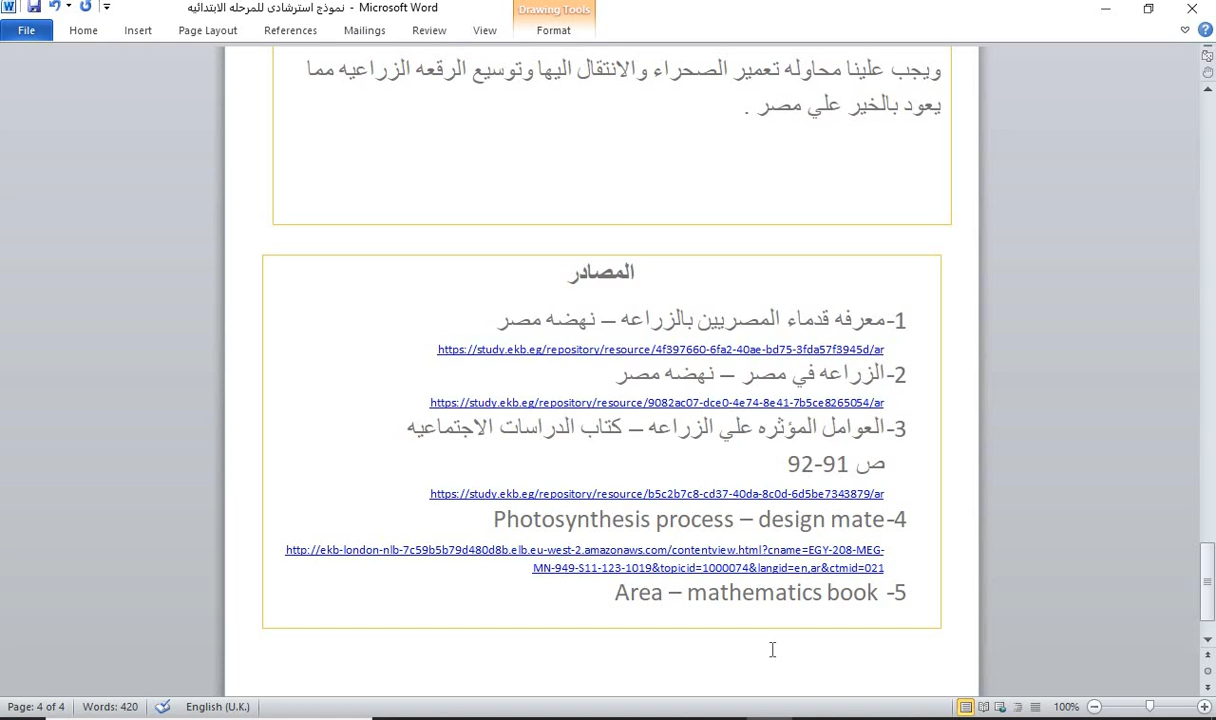 نموذج استرشادى للمرحله الابتدائيه - Microsoft Word
Drawing Tools
File Home Insert Page Layout References Mailings Review View Format
ويجب علينا محاوله تعمير الصحراء والانتقال اليها وتوسيع الرقعه الزراعيه مما
يعود بالخير علي مصر .
المصادر
1-معرفه قدماء المصريين بالزراعه – نهضه مصر
https://study.ekb.eg/repository/resource/4f397660-6fa2-40ae-bd75-3fda57f3945d/ar
2-الزراعه في مصر – نهضه مصر
https://study.ekb.eg/repository/resource/9082ac07-dce0-4e74-8e41-7b5ce8265054/ar
3-العوامل المؤثره علي الزراعه – كتاب الدراسات الاجتماعيه
ص 91-92
https://study.ekb.eg/repository/resource/b5c2b7c8-cd37-40da-8c0d-6d5be7343879/ar
4-Photosynthesis process – design mate
http://ekb-london-nlb-7c59b5b79d480d8b.elb.eu-west-2.amazonaws.com/contentview.html?cname=EGY-208-MEG-
MN-949-S11-123-1019&topicid=1000074&langid=en,ar&ctmid=021
5- Area – mathematics book
Page: 4 of 4 Words: 420 English (U.K.) 100%